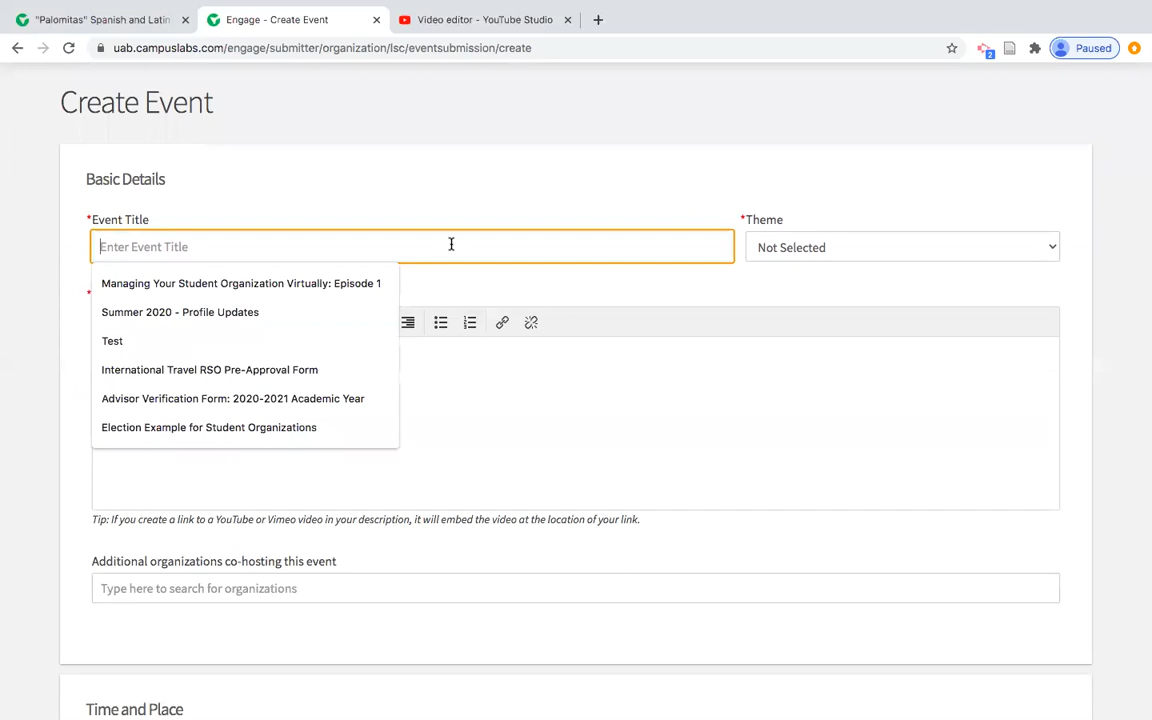 "Palomitas" Spanish and Latin
Engage - Create Event
Video editor - YouTube Studio
uab.campuslabs.com/engage/submitter/organization/lsc/eventsubmission/create
2
Paused
Create Event
Basic Details
*Event Title
*Theme
Enter Event Title
Not Selected
*
Managing Your Student Organization Virtually: Episode 1
Summer 2020 - Profile Updates
Test
International Travel RSO Pre-Approval Form
Advisor Verification Form: 2020-2021 Academic Year
Election Example for Student Organizations
Tip: If you create a link to a YouTube or Vimeo video in your description, it will embed the video at the location of your link.
Additional organizations co-hosting this event
Type here to search for organizations
Time and Place